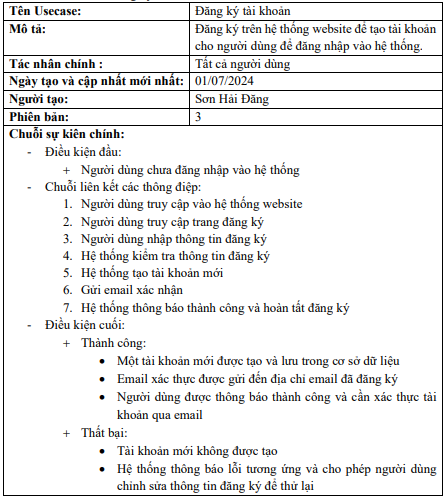 Tên Usecase: Đăng ký tài khoản
Mô tả: Đăng ký trên hệ thống website để tạo tài khoản
cho người dùng để đăng nhập vào hệ thống.
Tác nhân chính : Tất cả người dùng
Ngày tạo và cập nhất mới nhất: 01/07/2024
Người tạo: Sơn Hải Đăng
Phiên bản: 3
Chuỗi sự kiên chính:
- Điều kiện đầu:
+ Người dùng chưa đăng nhập vào hệ thống
- Chuỗi liên kết các thông điệp:
1. Người dùng truy cập vào hệ thống website
2. Người dùng truy cập trang đăng ký
3. Người dùng nhập thông tin đăng ký
4. Hệ thống kiểm tra thông tin đăng ký
5. Hệ thống tạo tài khoản mới
6. Gửi email xác nhận
7. Hệ thống thông báo thành công và hoàn tất đăng ký
- Điều kiện cuối:
+ Thành công:
• Một tài khoản mới được tạo và lưu trong cơ sở dữ liệu
• Email xác thực được gửi đến địa chỉ email đã đăng ký
• Người dùng được thông báo thành công và cần xác thực tài
khoản qua email
+ Thất bại:
• Tài khoản mới không được tạo
• Hệ thống thông báo lỗi tương ứng và cho phép người dùng
chỉnh sửa thông tin đăng ký để thử lại